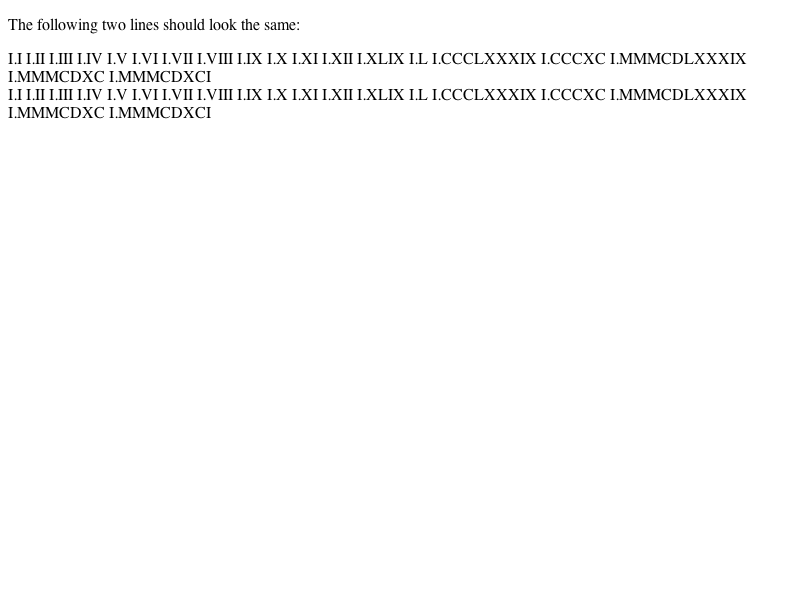 The following two lines should look the same:
I.I I.II I.III I.IV I.V I.VI I.VII I.VIII I.IX I.X I.XI I.XII I.XLIX I.L I.CCCLXXXIX I.CCCXC I.MMMCDLXXXIX
I.MMMCDXC I.MMMCDXCI
I.I I.II I.III I.IV I.V I.VI I.VII I.VIII I.IX I.X I.XI I.XII I.XLIX I.L I.CCCLXXXIX I.CCCXC I.MMMCDLXXXIX
I.MMMCDXC I.MMMCDXCI